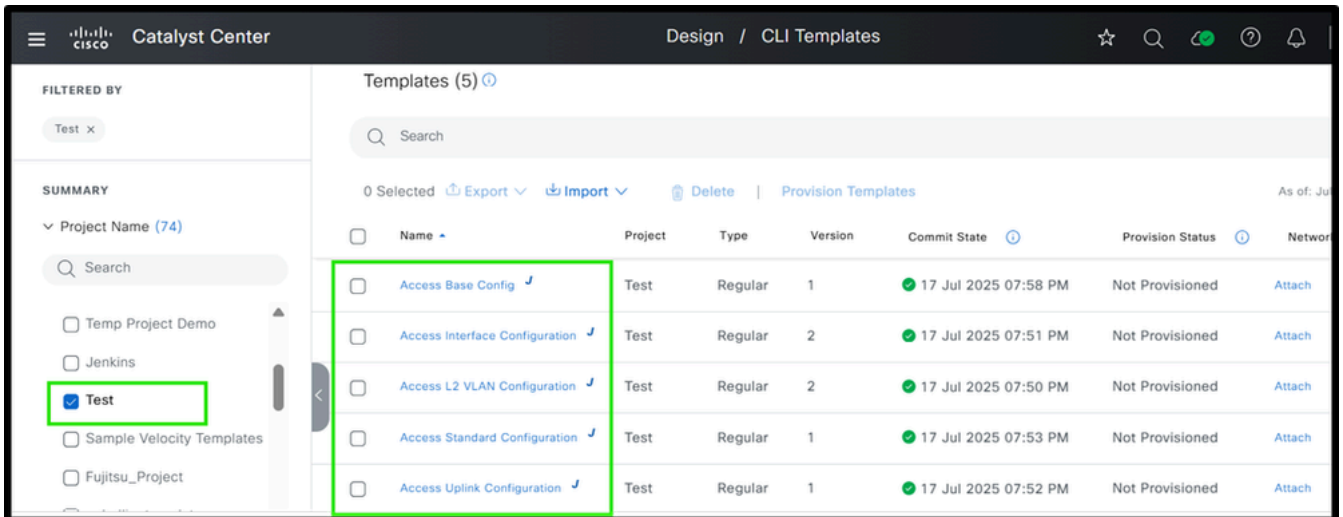 cisco Catalyst Center
Design / CLI Templates
FILTERED BY
Test ×
SUMMARY
Project Name (74)
Search
Temp Project Demo
Jenkins
Test
Sample Velocity Templates
Fujitsu_Project
Templates (5)
Search
0 Selected Export Import Delete | Provision Templates As of: Jul
Name Project Type Version Commit State Provision Status Network
Access Base Config J Test Regular 1 17 Jul 2025 07:58 PM Not Provisioned Attach
Access Interface Configuration J Test Regular 2 17 Jul 2025 07:51 PM Not Provisioned Attach
Access L2 VLAN Configuration J Test Regular 2 17 Jul 2025 07:50 PM Not Provisioned Attach
Access Standard Configuration J Test Regular 1 17 Jul 2025 07:53 PM Not Provisioned Attach
Access Uplink Configuration J Test Regular 1 17 Jul 2025 07:52 PM Not Provisioned Attach